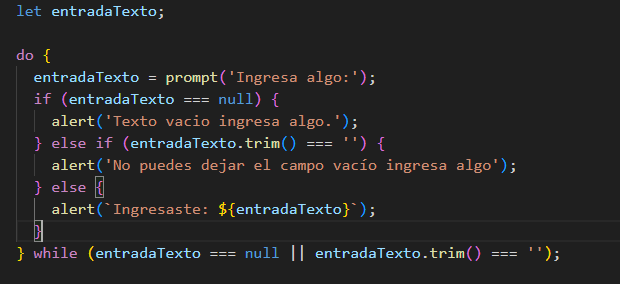 let entradaTexto;
do {
entradaTexto = prompt('Ingresa algo:');
if (entradaTexto === null) {
alert('Texto vacio ingresa algo.');
} else if (entradaTexto.trim() === '') {
alert('No puedes dejar el campo vacío ingresa algo');
} else {
alert(`Ingresaste: ${entradaTexto}`);
}
} while (entradaTexto === null || entradaTexto.trim() === '');